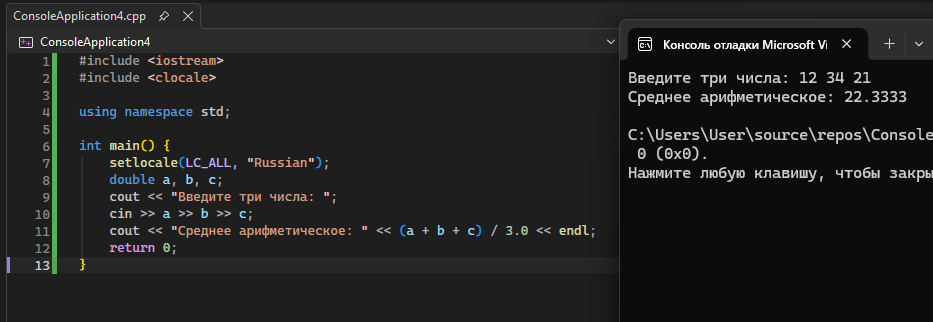 ConsoleApplication4.cpp
ConsoleApplication4
1 #include <iostream>
2 #include <clocale>
3
4 using namespace std;
5
6 int main() {
7 setlocale(LC_ALL, "Russian");
8 double a, b, c;
9 cout << "Введите три числа: ";
10 cin >> a >> b >> c;
11 cout << "Среднее арифметическое: " << (a + b + c) / 3.0 << endl;
12 return 0;
13 }
Консоль отладки Microsoft Vi
Введите три числа: 12 34 21
Среднее арифметическое: 22.3333
C:\Users\User\source\repos\Console
0 (0x0).
Нажмите любую клавишу, чтобы закры